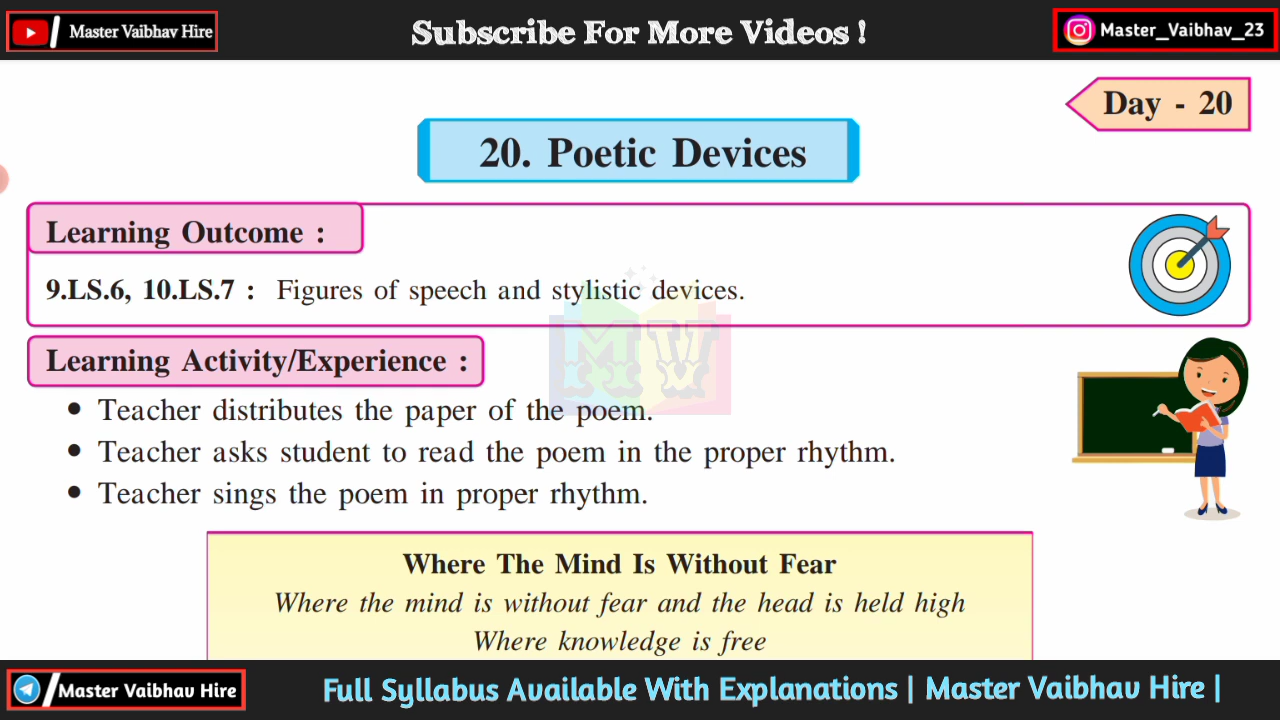 Master Vaibhav Hire
Subscribe For More Videos !
Master_Vaibhav_23
Day - 20
20. Poetic Devices
Learning Outcome :
9.LS.6, 10.LS.7 : Figures of speech and stylistic devices.
MW
Learning Activity/Experience :
• Teacher distributes the paper of the poem.
• Teacher asks student to read the poem in the proper rhythm.
• Teacher sings the poem in proper rhythm.
Where The Mind Is Without Fear
Where the mind is without fear and the head is held high
Where knowledge is free
Master Vaibhav Hire
Full Syllabus Available With Explanations | Master Vaibhav Hire |